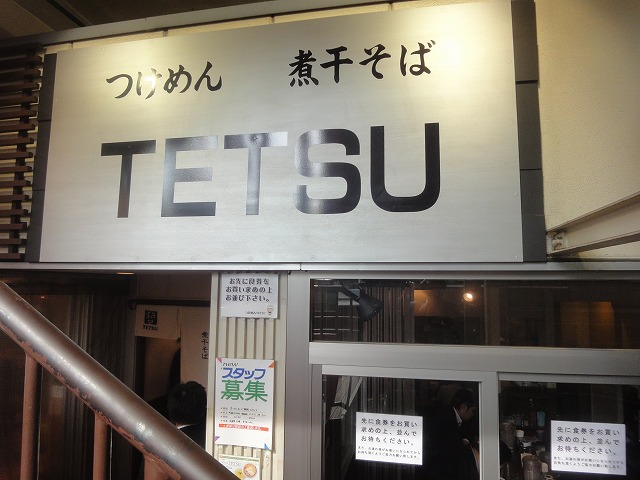 つけめん 煮干そば
TETSU
お先に食券を
お買い求めの上
お並び下さい。
TETSU
煮干そば
スタッフ
募集
先に食券をお買い
求めの上、並んで
お待ちください。
先に食券をお買い
求めの上、並んで
お待ちください。